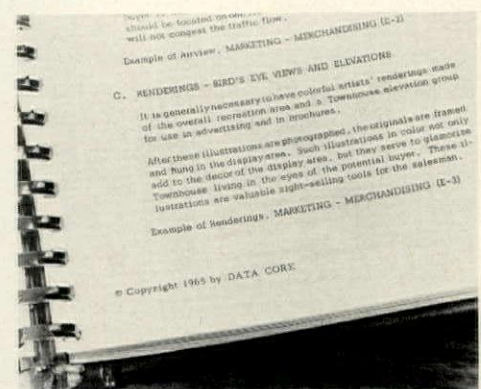 should be located on
will not congest the traffic flow.
Example of Airview, MARKETING - MERCHANDISING (E-2)
C. RENDERINGS - BIRD'S EYE VIEWS AND ELEVATIONS
It is generally necessary to have colorful artists' renderings made
of the overall recreation area and a Townhouse elevation group
for use in advertising and in brochures.
After these illustrations are photographed, the originals are framed
and hung in the display area. Such illustrations in color not only
add to the decor of the display area, but they serve to glamorize
Townhouse living in the eyes of the potential buyer. These il-
lustrations are valuable sight-selling tools for the salesman.
Example of Renderings, MARKETING - MERCHANDISING (E-3)
© Copyright 1965 by DATA CORE